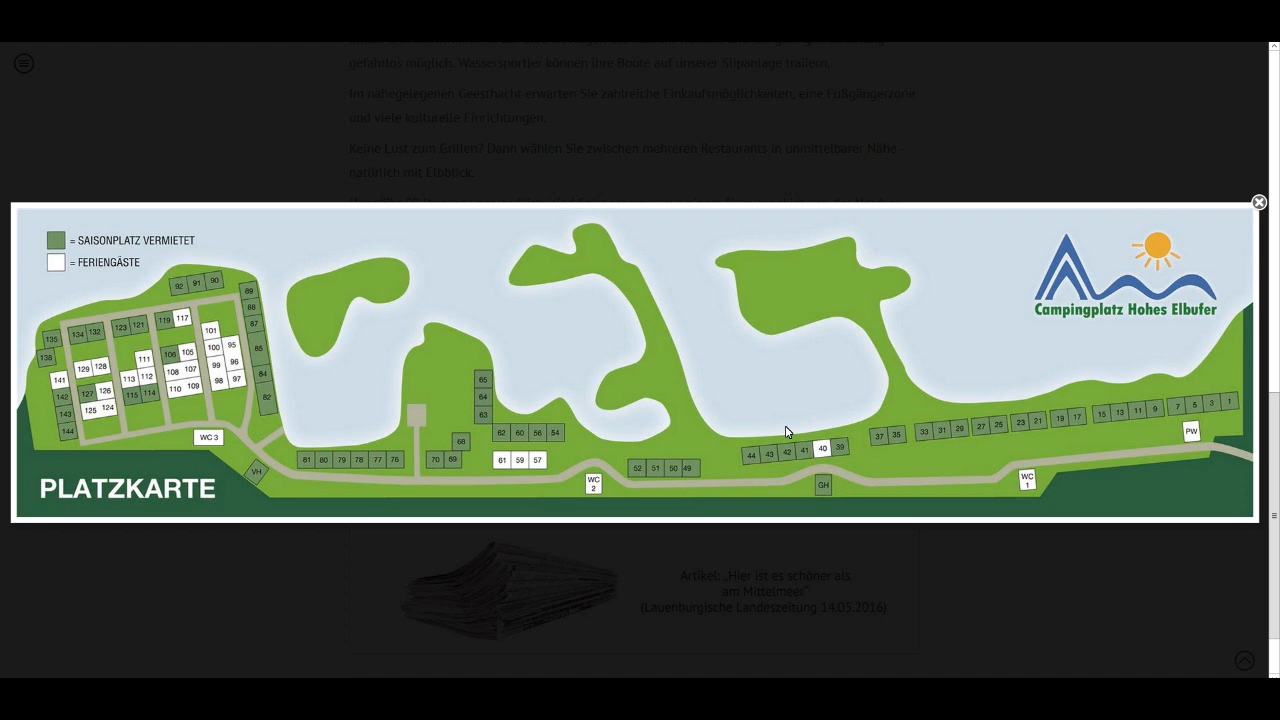 gefahrlos möglich. Wassersportler können ihre Boote auf unserer Slipanlage trailern.
Im nahegelegenen Geesthacht erwarten Sie zahlreiche Einkaufsmöglichkeiten, eine Fußgängerzone
und viele kulturelle Einrichtungen.
Keine Lust zum Grillen? Dann wählen Sie zwischen mehreren Restaurants in unmittelbarer Nähe -
natürlich mit Elbblick.
= SAISONPLATZ VERMIETET
= FERIENGÄSTE
Campingplatz Hohes Elbufer
92 91 90
89
88
87
85
84
82
135
138
134 132
123 121
119 117
141
142
143
144
129 128
127 126
125 124
111
113 112
115 114
106 105
108 107
110 109
101
100 95
99 96
98 97
WC 3
VH
81 80 79 78 77 76
70 69
68
65
64
63
62 60 56 54
61 59 57
WC
2
52 51 50 49
44 43 42 41 40 39
GH
37 35
33 31 29
27 25
23 21
19 17
15 13 11 9
7 5 3 1
PW
WC
1
PLATZKARTE
Artikel: „Hier ist es schöner als
am Mittelmeer"
(Lauenburgische Landeszeitung 14.05.2016)